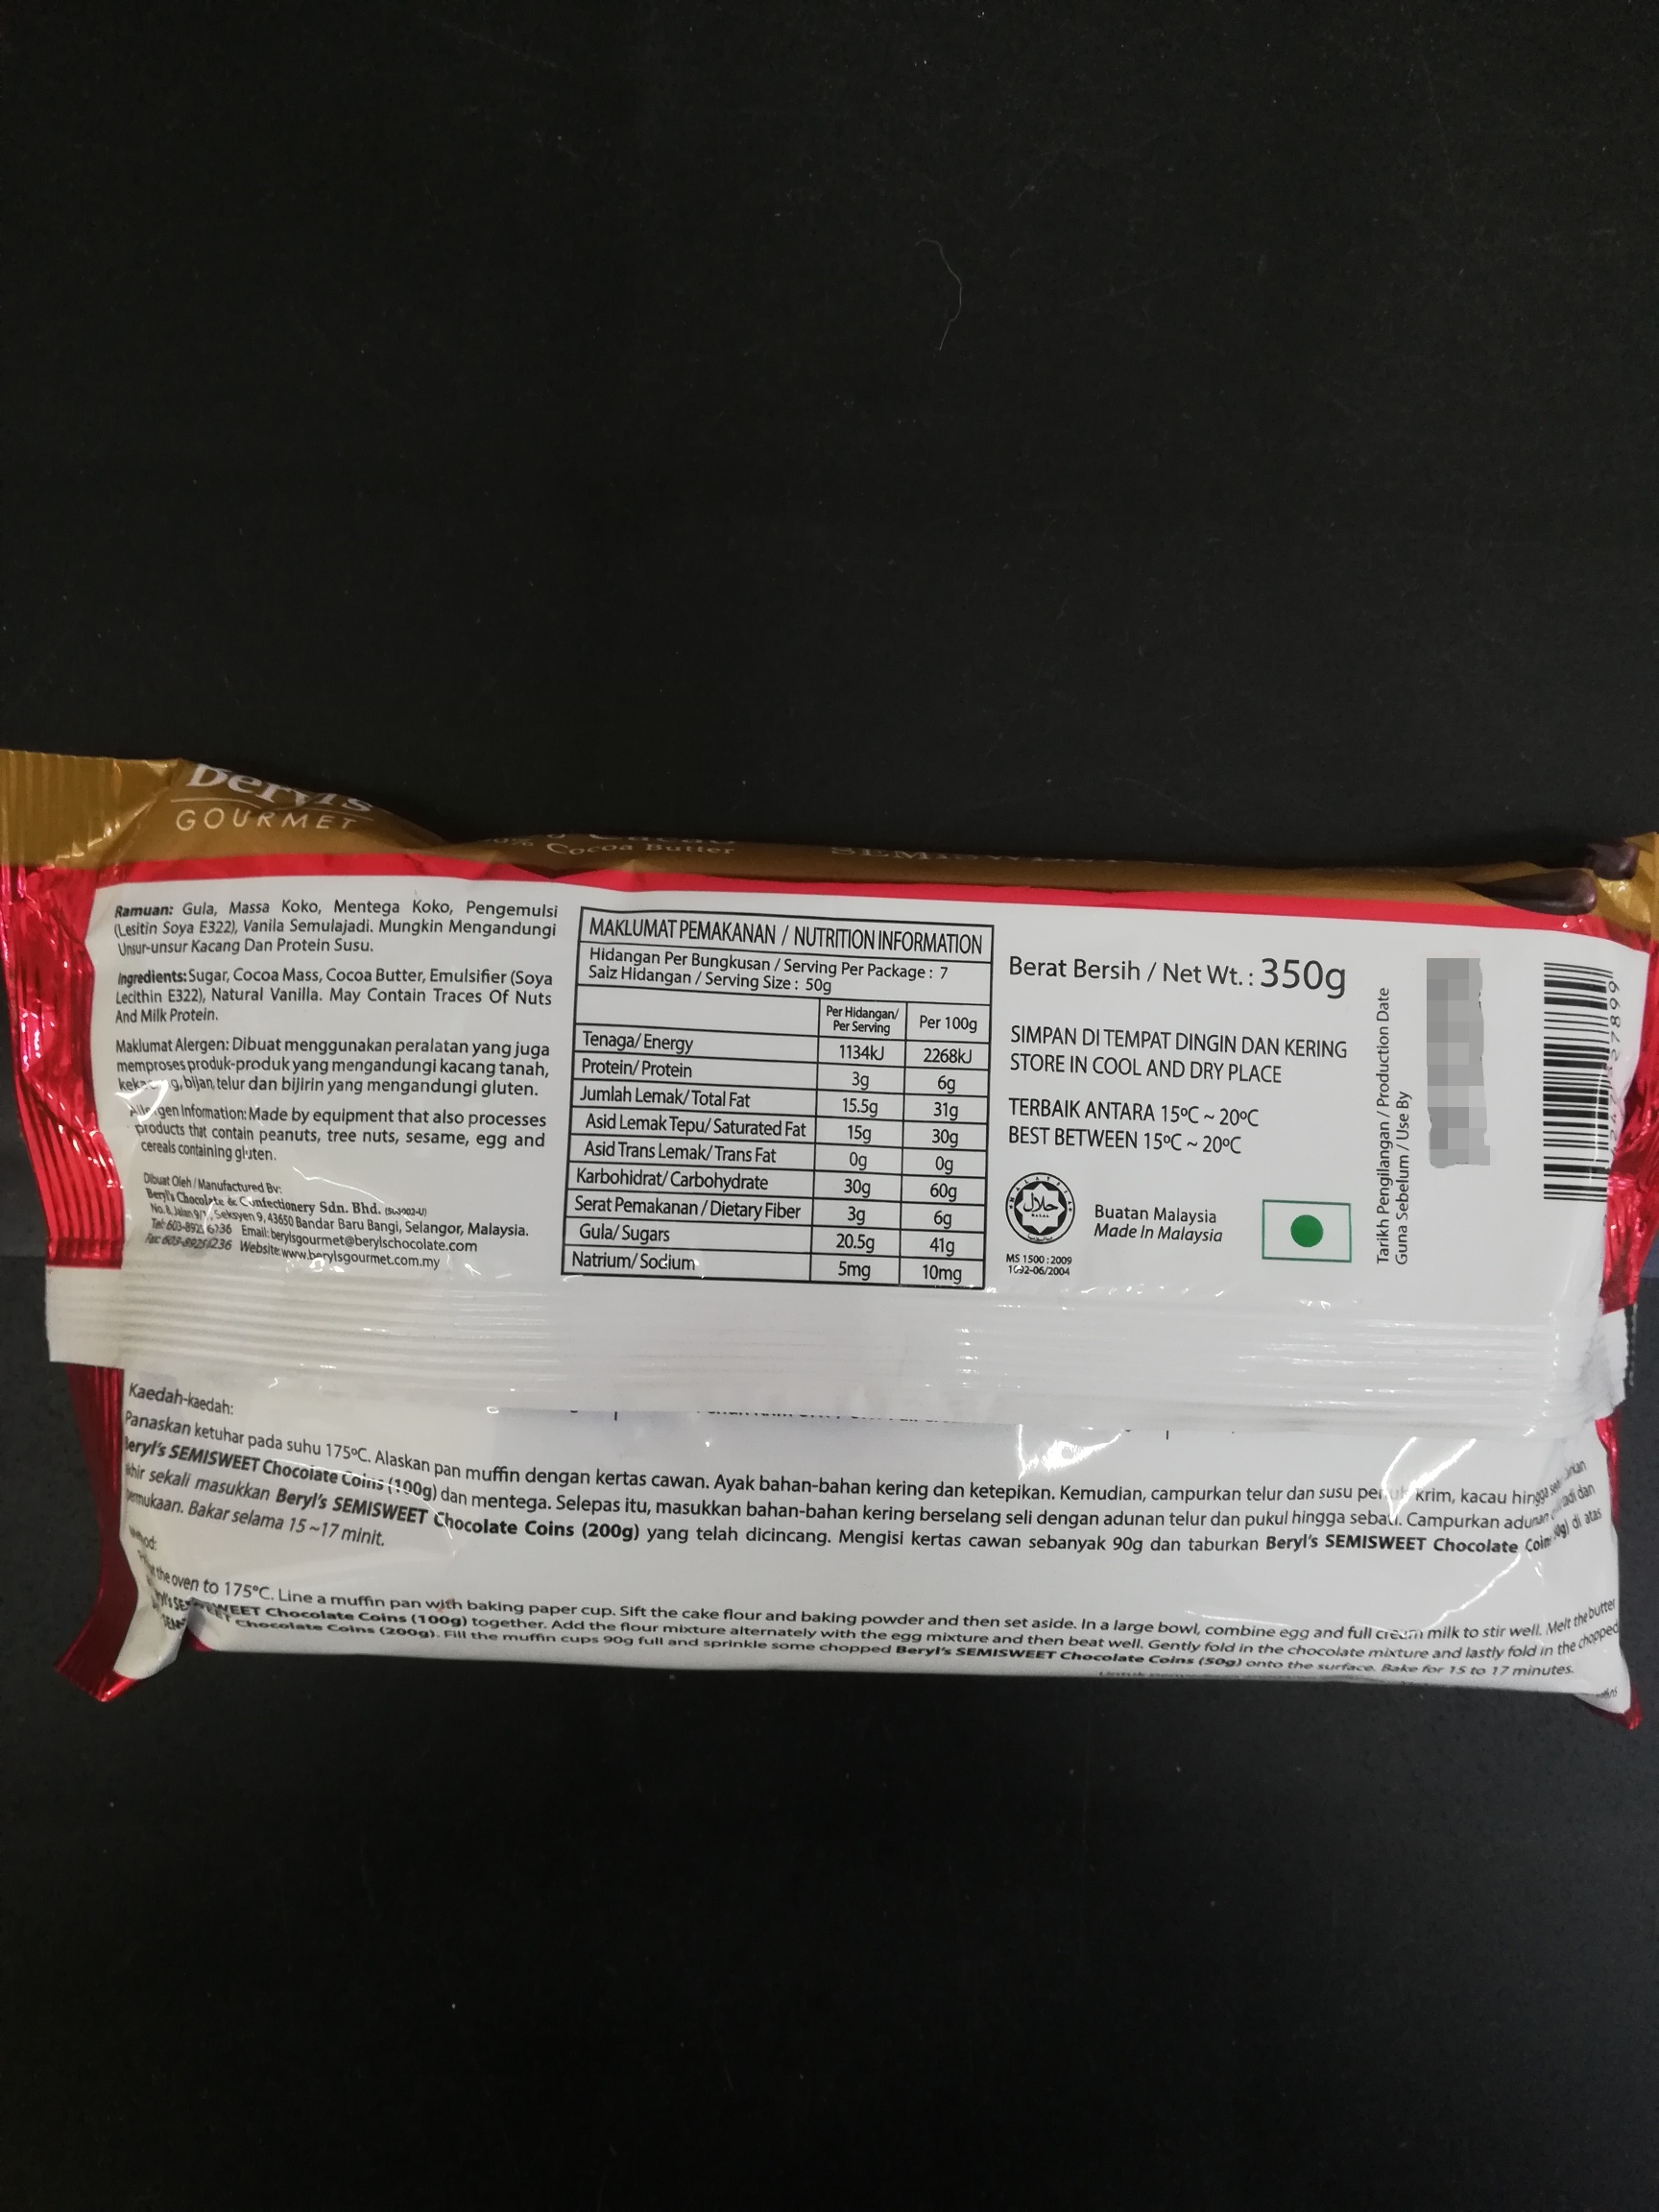 Beryl's
GOURMET
Cocoa Butter
Ramuan: Gula, Massa Koko, Mentega Koko, Pengemulsi
(Lesitin Soya E322), Vanila Semulajadi. Mungkin Mengandungi
Unsur-unsur Kacang Dan Protein Susu.
Ingredients: Sugar, Cocoa Mass, Cocoa Butter, Emulsifier (Soya
Lecithin E322), Natural Vanilla. May Contain Traces Of Nuts
And Milk Protein.
Maklumat Alergen: Dibuat menggunakan peralatan yang juga
memproses produk-produk yang mengandungi kacang tanah,
bijan, telur dan bijirin yang mengandungi gluten.
Allergen Information: Made by equipment that also processes
products that contain peanuts, tree nuts, sesame, egg and
cereals containing gluten.
Dibuat Oleh / Manufactured By:
Beryl's Chocolate & Confectionery Sdn. Bhd.
No. 8, Jalan Seksyen 9, 43650 Bandar Baru Bangi, Selangor, Malaysia.
Tel: Email: berylsgourmet@berylschocolate.com
Fax: Website: www.berylsgourmet.com.my
MAKLUMAT PEMAKANAN / NUTRITION INFORMATION
Hidangan Per Bungkusan / Serving Per Package : 7
Saiz Hidangan / Serving Size : 50g
Per Hidangan/ Per Serving Per 100g
Tenaga/ Energy 1134kJ 2268kJ
Protein/ Protein 3g 6g
Jumlah Lemak/ Total Fat 15.5g 31g
Asid Lemak Tepu/ Saturated Fat 15g 30g
Asid Trans Lemak/ Trans Fat 0g 0g
Karbohidrat/ Carbohydrate 30g 60g
Serat Pemakanan / Dietary Fiber 3g 6g
Gula/ Sugars 20.5g 41g
Natrium/ Sodium 5mg 10mg
Berat Bersih / Net Wt. : 350g
SIMPAN DI TEMPAT DINGIN DAN KERING
STORE IN COOL AND DRY PLACE
TERBAIK ANTARA 15ºC ~ 20ºC
BEST BETWEEN 15ºC ~ 20ºC
حلال
MS 1500 : 2009
Buatan Malaysia
Made In Malaysia
Tarikh Pengilangan / Production Date
Guna Sebelum / Use By
Kaedah-kaedah:
Panaskan ketuhar pada suhu 175ºC. Alaskan pan muffin dengan kertas cawan. Ayak bahan-bahan kering dan ketepikan. Kemudian, campurkan telur dan susu penuh krim, kacau hingga
Beryl's SEMISWEET Chocolate Coins (100g) dan mentega. Selepas itu, masukkan bahan-bahan kering berselang seli dengan adunan telur dan pukul hingga sebati. Campurkan adunan tadi dan
sekali masukkan Beryl's SEMISWEET Chocolate Coins (200g) yang telah dicincang. Mengisi kertas cawan sebanyak 90g dan taburkan Beryl's SEMISWEET Chocolate di atas
permukaan. Bakar selama 15 ~17 minit.
the oven to 175°C. Line a muffin pan with baking paper cup. Sift the cake flour and baking powder and then set aside. In a large bowl, combine egg and full cream milk to stir well. Melt the butter
Chocolate Coins (100g) together. Add the flour mixture alternately with the egg mixture and then beat well. Gently fold in the chocolate mixture and lastly fold in the chopped
Chocolate Coins (200g). Fill the muffin cups 90g full and sprinkle some chopped Beryl's SEMISWEET Chocolate Coins (50g) onto the surface. Bake for 15 to 17 minutes.